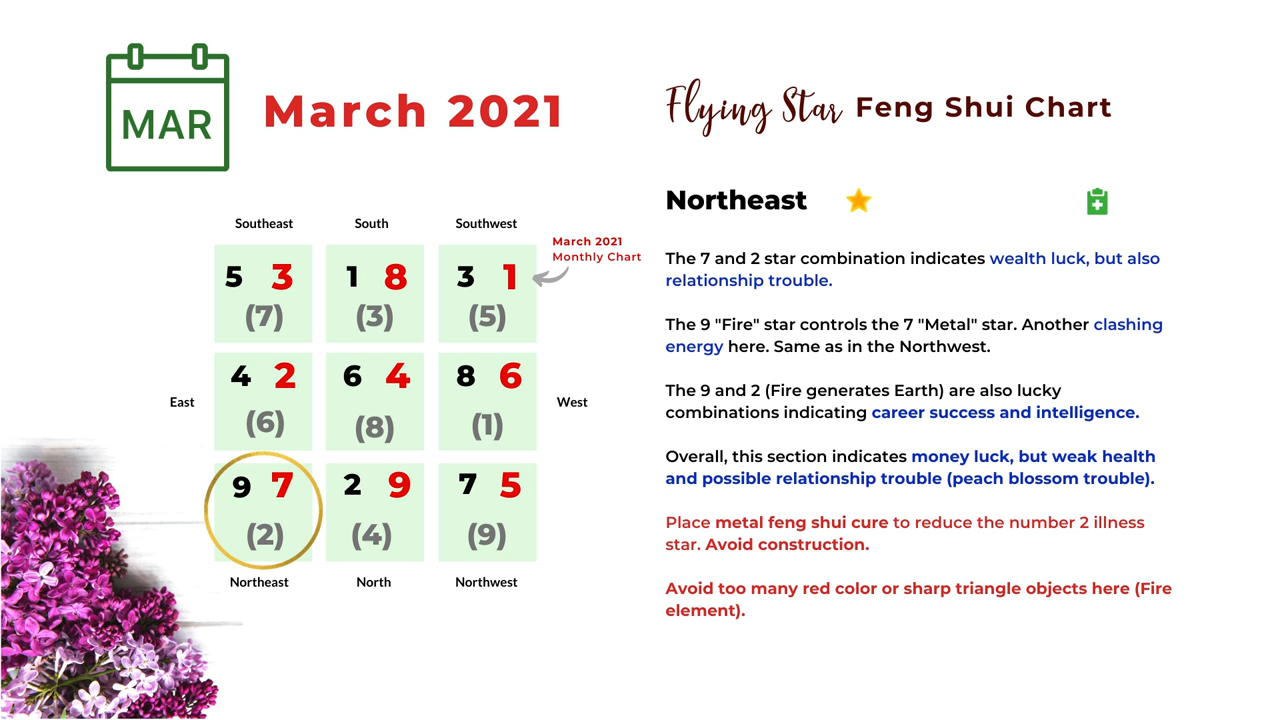 MAR
March 2021
Flying Star Feng Shui Chart
Southeast South Southwest
March 2021
Monthly Chart
5 3 1 8 3 1
(7) (3) (5)
4 2 6 4 8 6
East West
(6) (8) (1)
9 7 2 9 7 5
(2) (4) (9)
Northeast North Northwest
Northeast
The 7 and 2 star combination indicates wealth luck, but also
relationship trouble.
The 9 "Fire" star controls the 7 "Metal" star. Another clashing
energy here. Same as in the Northwest.
The 9 and 2 (Fire generates Earth) are also lucky
combinations indicating career success and intelligence.
Overall, this section indicates money luck, but weak health
and possible relationship trouble (peach blossom trouble).
Place metal feng shui cure to reduce the number 2 illness
star. Avoid construction.
Avoid too many red color or sharp triangle objects here (Fire
element).